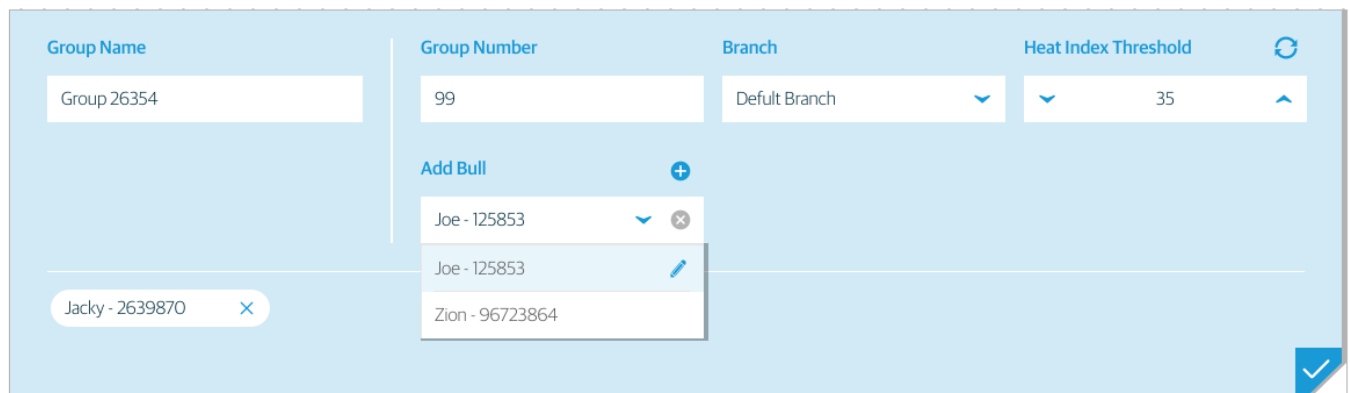 Group Name
Group Number
Branch
Heat Index Threshold
Group 26354
99
Defult Branch
35
Add Bull
Joe - 125853
Joe - 125853
Zion - 96723864
Jacky - 2639870